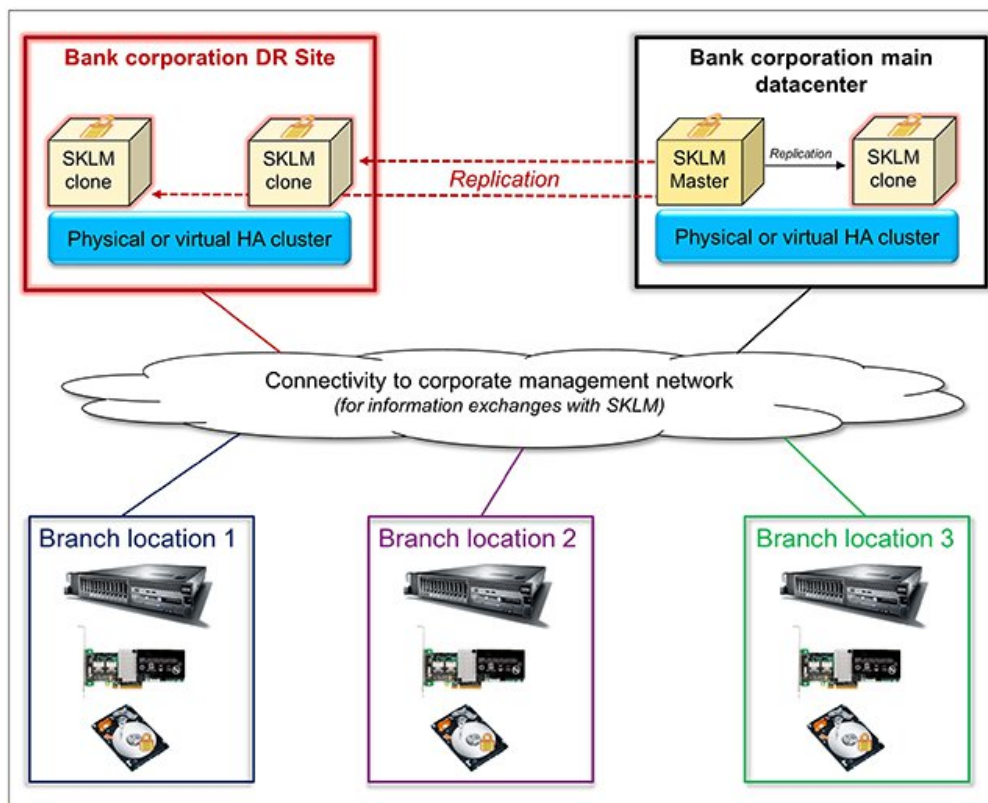 Bank corporation DR Site
SKLM
clone
SKLM
clone
Physical or virtual HA cluster
Replication
Bank corporation main
datacenter
SKLM
Master
Replication
SKLM
clone
Physical or virtual HA cluster
Connectivity to corporate management network
(for information exchanges with SKLM)
Branch location 1
Branch location 2
Branch location 3